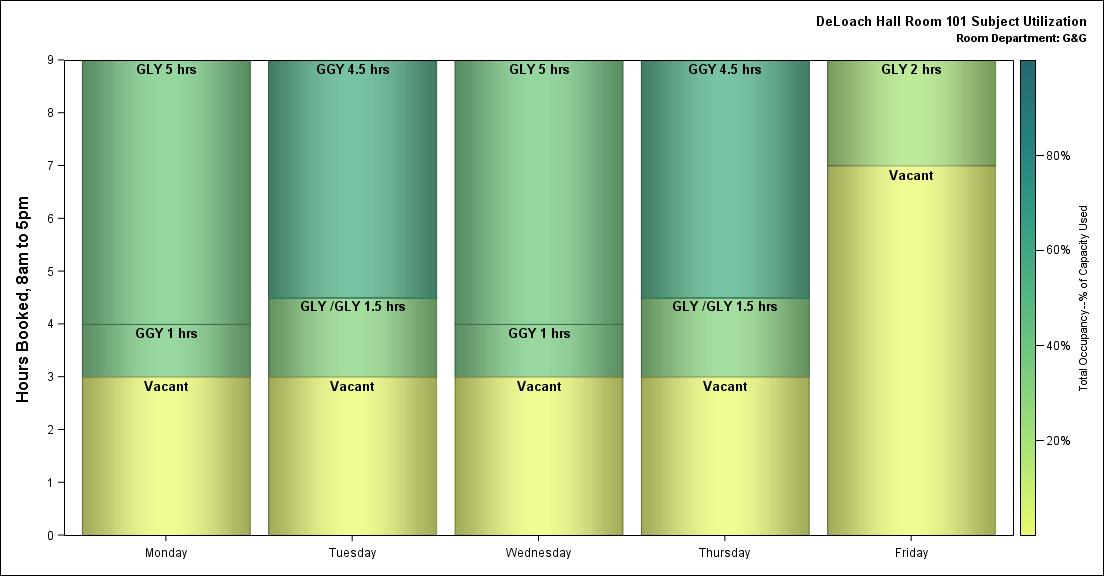 DeLoach Hall Room 101 Subject Utilization
Room Department: G&G
Hours Booked, 8am to 5pm
9
8
7
6
5
4
3
2
1
0
GLY 5 hrs
GGY 1 hrs
Vacant
Monday
GGY 4.5 hrs
GLY /GLY 1.5 hrs
Vacant
Tuesday
GLY 5 hrs
GGY 1 hrs
Vacant
Wednesday
GGY 4.5 hrs
GLY /GLY 1.5 hrs
Vacant
Thursday
GLY 2 hrs
Vacant
Friday
80%
60%
40%
20%
Total Occupancy--% of Capacity Used